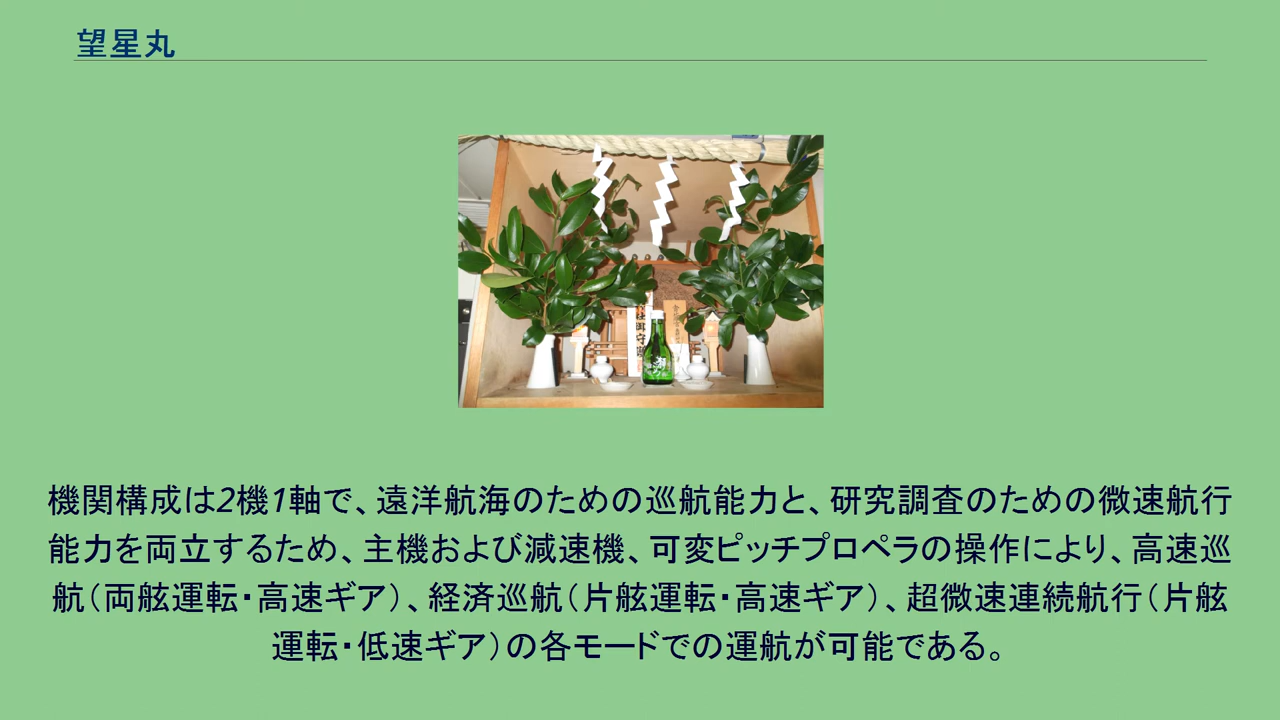 望星丸
機関構成は2機1軸で、遠洋航海のための巡航能力と、研究調査のための微速航行
能力を両立するため、主機および減速機、可変ピッチプロペラの操作により、高速巡
航（両舷運転・高速ギア）、経済巡航（片舷運転・高速ギア）、超微速連続航行（片舷
運転・低速ギア）の各モードでの運航が可能である。